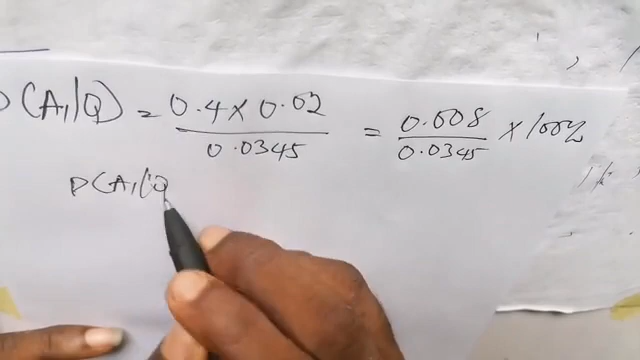 P(A₁/Q) = 0.4 x 0.02 / 0.0345 = 0.008 / 0.0345 x 100%
P(A₁/Q